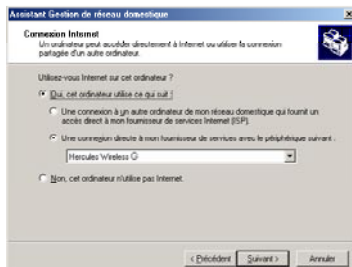 Assistant Gestion de réseau domestique
Connexion Internet
Un ordinateur peut accéder directement à Internet ou utiliser la connexion
partagée d'un autre ordinateur.
Utilisez-vous Internet sur cet ordinateur ?
Oui, cet ordinateur utilise ce qui suit :
Une connexion à un autre ordinateur de mon réseau domestique qui fournit un
accès direct à mon fournisseur de services Internet (ISP).
Une connexion directe à mon fournisseur de services avec le périphérique suivant :
Hercules Wireless G
Non, cet ordinateur n'utilise pas Internet.
< Précédent
Suivant >
Annuler